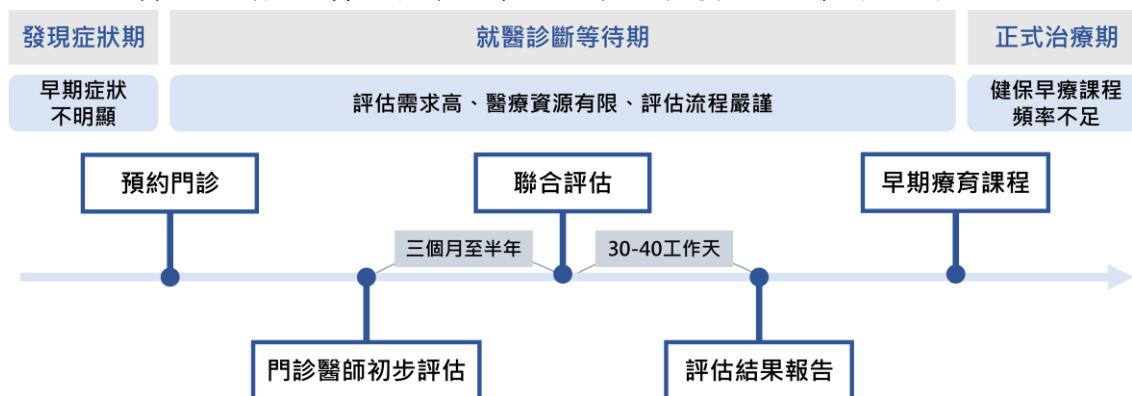 發現症狀期
就醫診斷等待期
正式治療期
早期症狀
不明顯
評估需求高、醫療資源有限、評估流程嚴謹
健保早療課程
頻率不足
預約門診
聯合評估
早期療育課程
三個月至半年
30-40工作天
門診醫師初步評估
評估結果報告